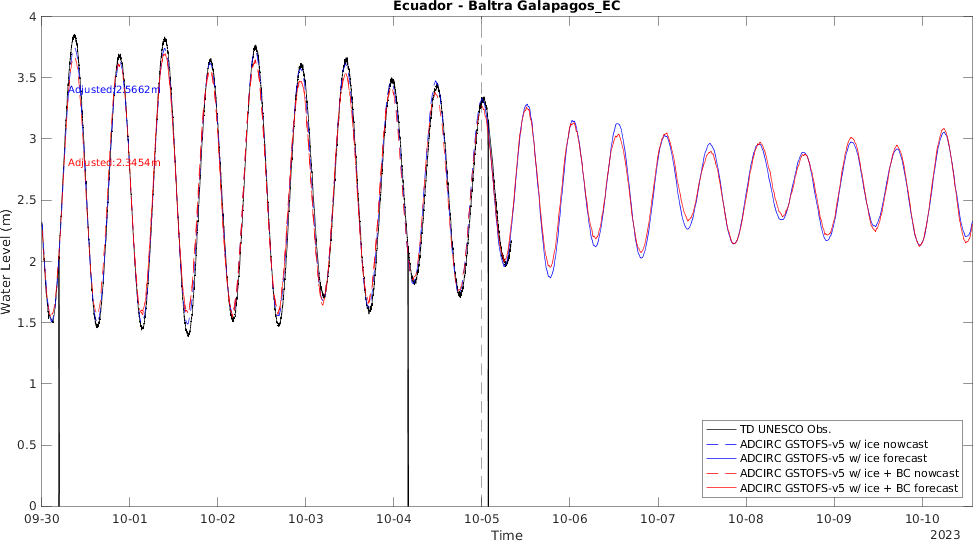 Ecuador - Baltra Galapagos_EC
4
3.5
3
2.5
2
1.5
1
0.5
0
Water Level (m)
Adjusted:2.5662m
Adjusted:2.3454m
TD UNESCO Obs.
ADCIRC GSTOFS-v5 w/ ice nowcast
ADCIRC GSTOFS-v5 w/ ice forecast
ADCIRC GSTOFS-v5 w/ ice + BC nowcast
ADCIRC GSTOFS-v5 w/ ice + BC forecast
09-30 10-01 10-02 10-03 10-04 10-05 10-06 10-07 10-08 10-09 10-10
Time
2023